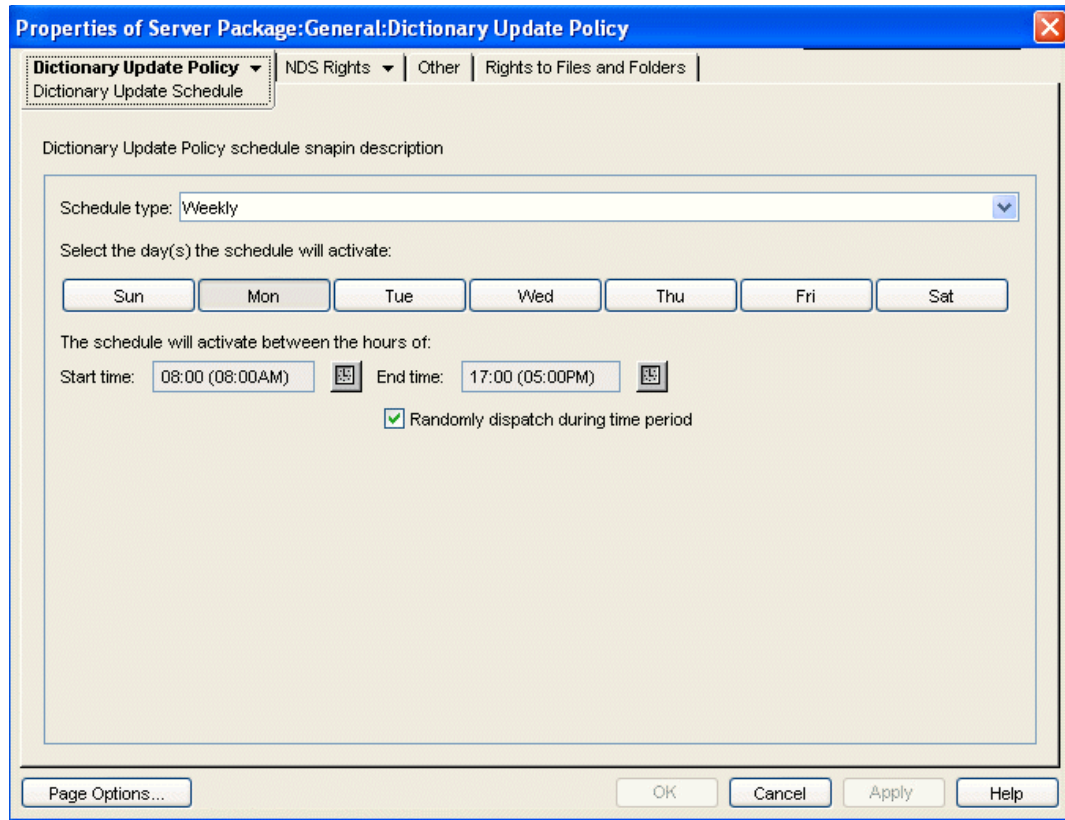 Properties of Server Package:General:Dictionary Update Policy
Dictionary Update Policy NDS Rights Other Rights to Files and Folders
Dictionary Update Schedule
Dictionary Update Policy schedule snapin description
Schedule type: Weekly
Select the day(s) the schedule will activate:
Sun Mon Tue Wed Thu Fri Sat
The schedule will activate between the hours of:
Start time: 08:00 (08:00AM) End time: 17:00 (05:00PM)
Randomly dispatch during time period
Page Options... OK Cancel Apply Help